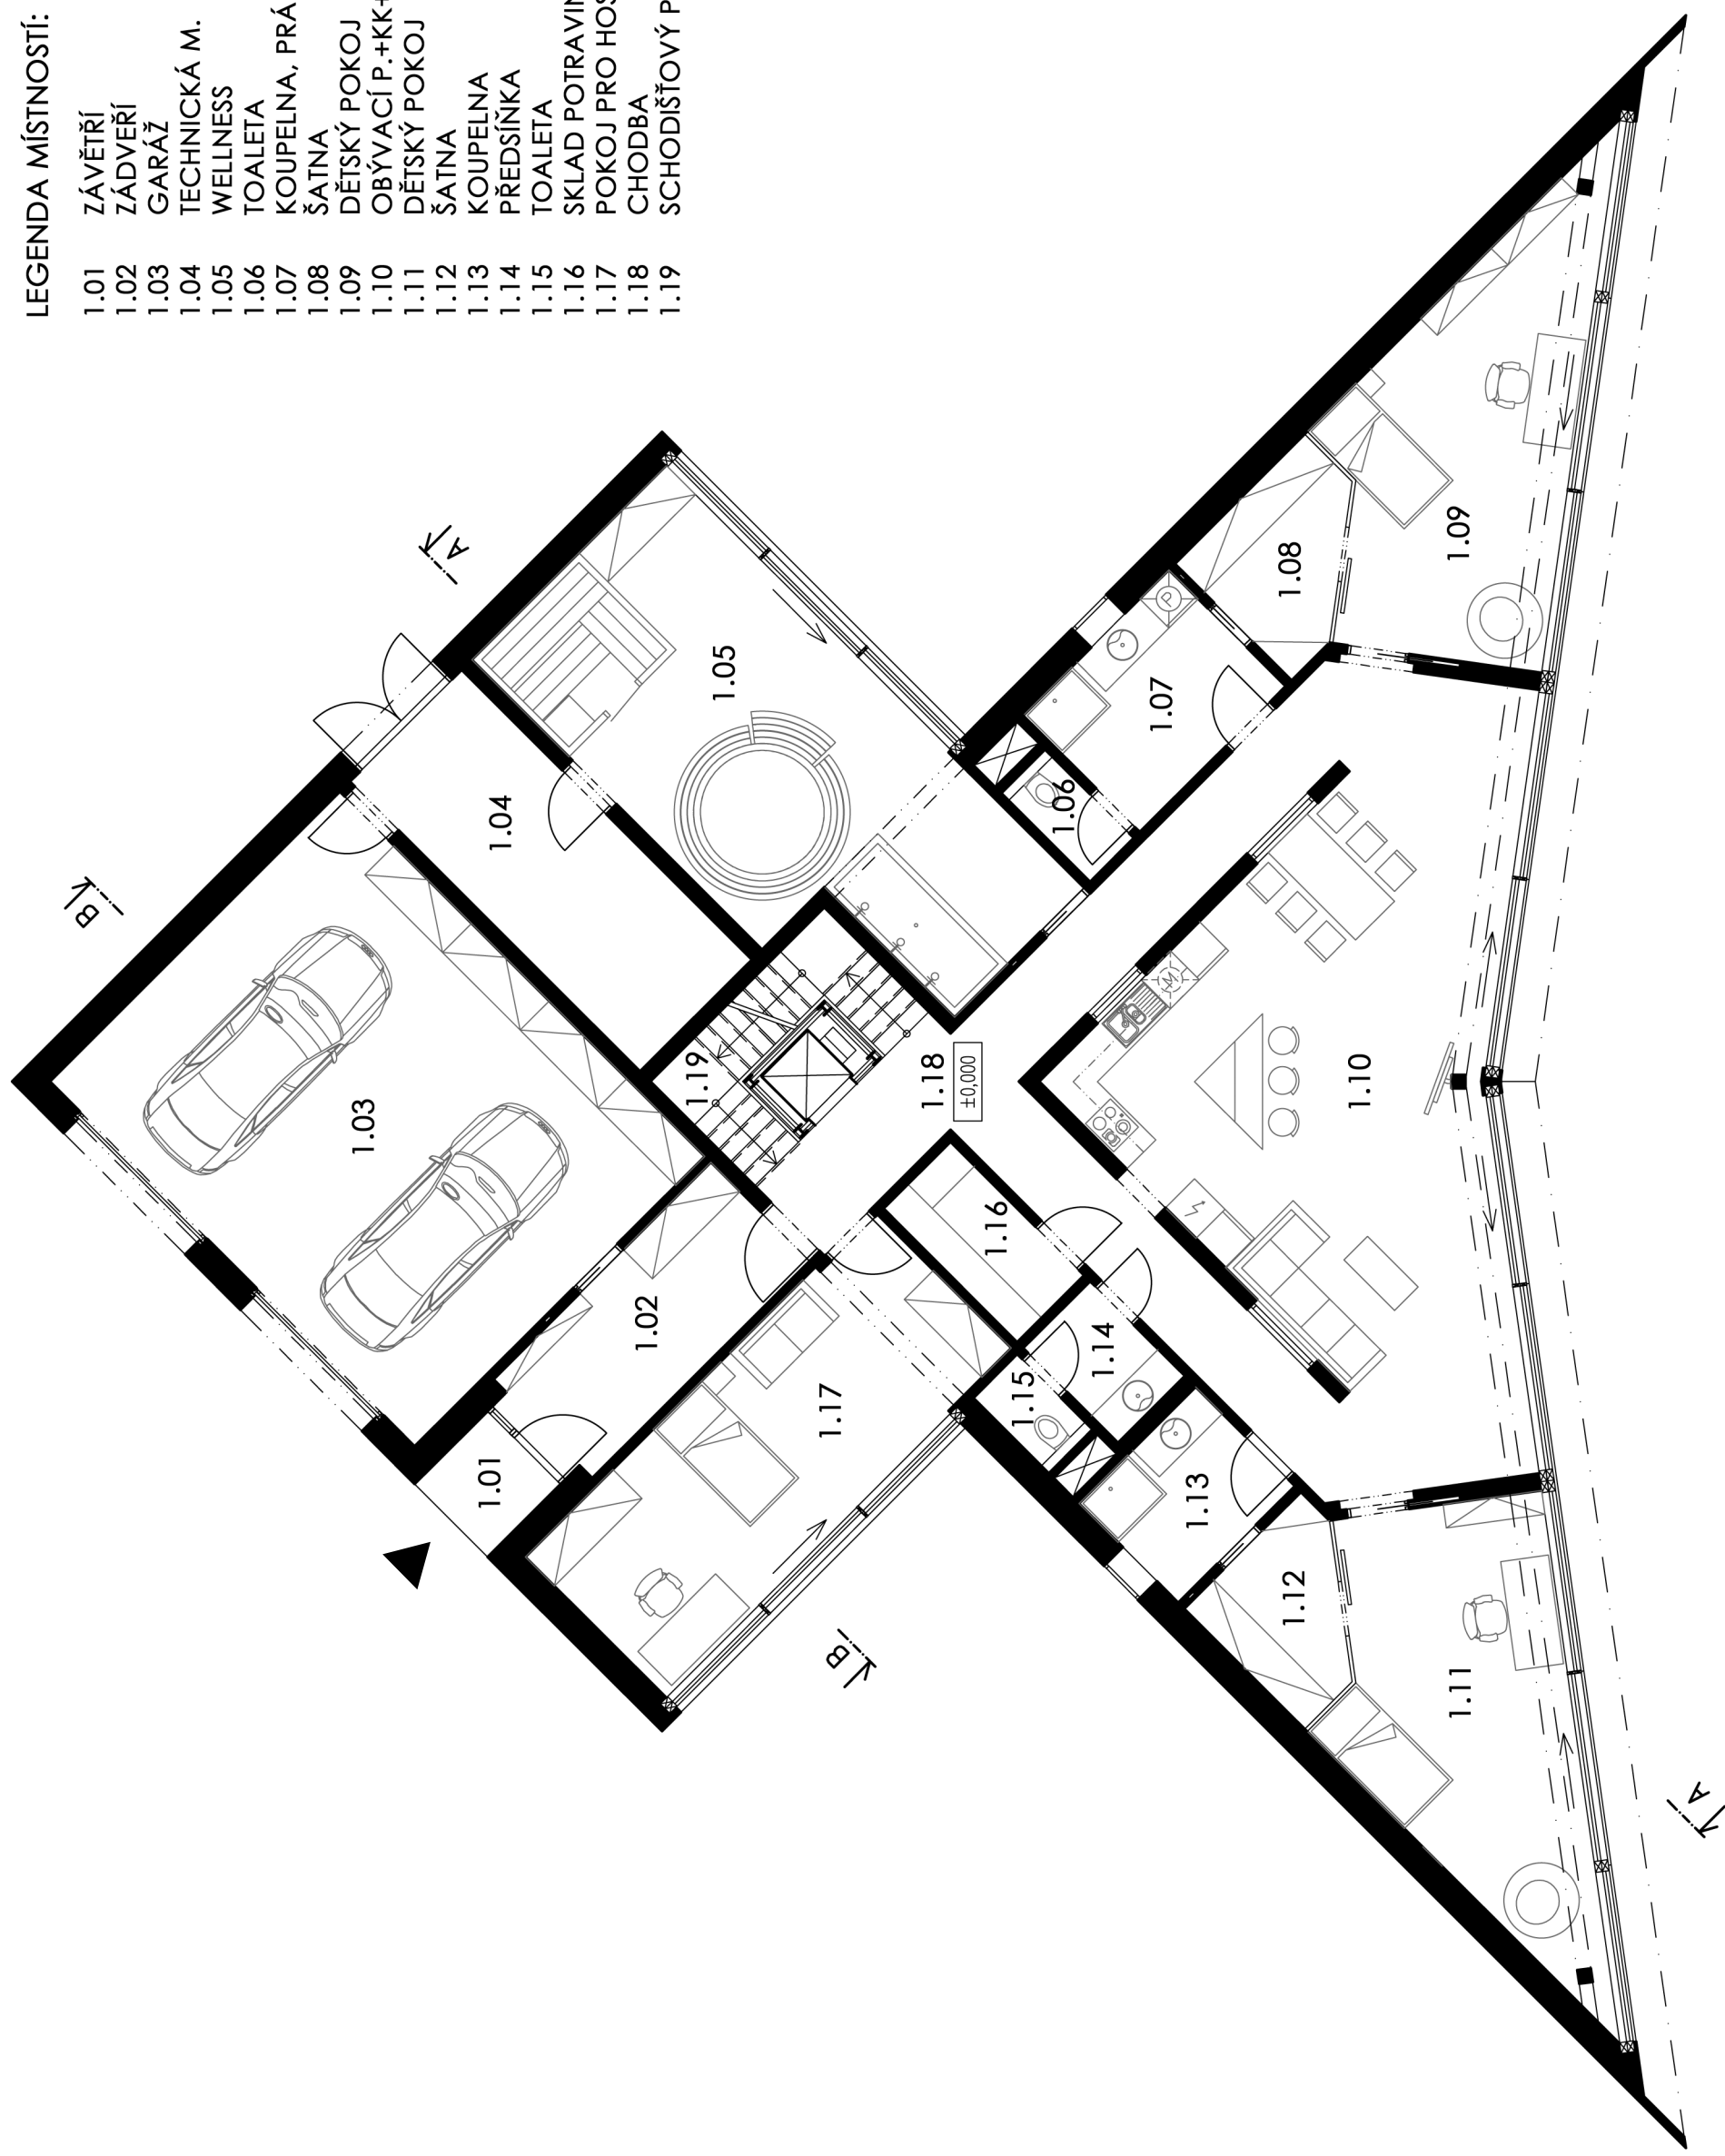 LEGENDA MÍSTNOSTÍ:
1.01 ZÁVĚTŘÍ
1.02 ZÁDVEŘÍ
1.03 GARÁŽ
1.04 TECHNICKÁ M.
1.05 WELLNESS
1.06 TOALETA
1.07 KOUPELNA, PRÁ
1.08 ŠATNA
1.09 DĚTSKÝ POKOJ
1.10 OBÝVACÍ P.+KK+
1.11 DĚTSKÝ POKOJ
1.12 ŠATNA
1.13 KOUPELNA
1.14 PŘEDSÍŇKA
1.15 TOALETA
1.16 SKLAD POTRAVIN
1.17 POKOJ PRO HOS
1.18 CHODBA
1.19 SCHODIŠŤOVÝ P
A
B
1.05
1.04
1.03
1.09
1.08
1.07
1.06
P
M
1.19
1.18
±0,000
1.10
1.02
1.01
1.16
1.14
1.15
1.17
1.13
1.12
1.11
B
A